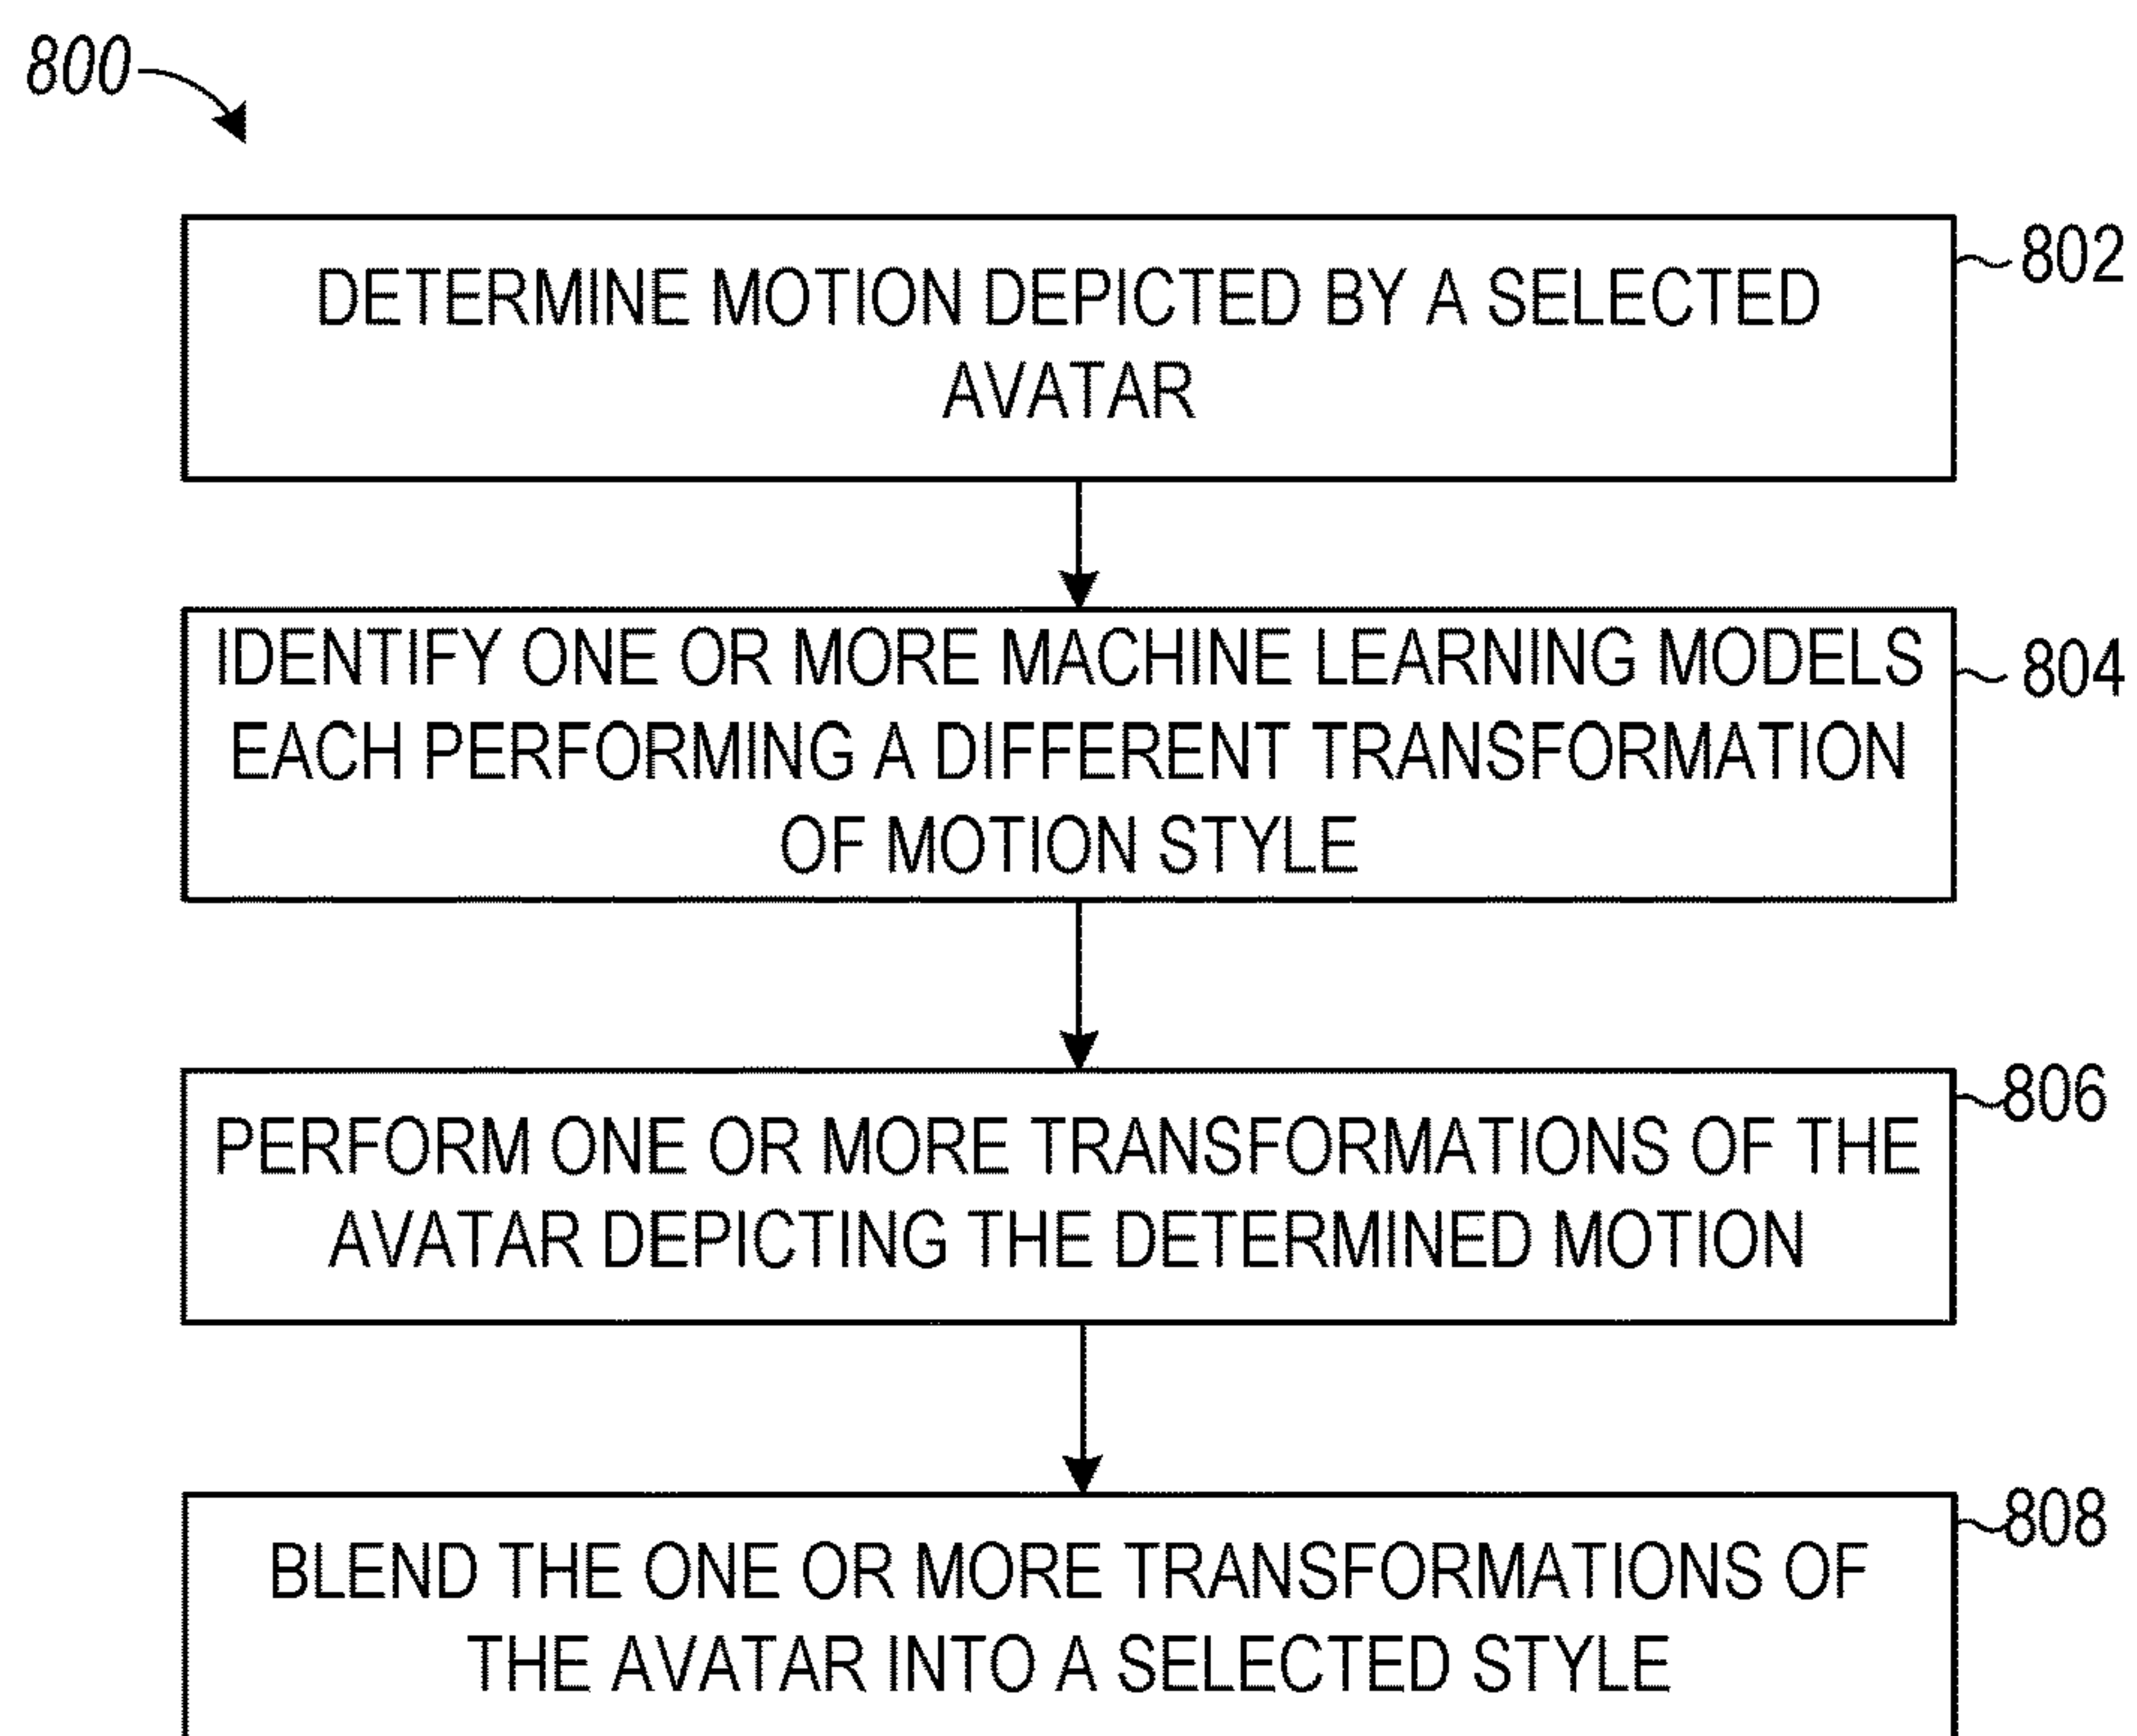 800
802
DETERMINE MOTION DEPICTED BY A SELECTED
AVATAR
804
IDENTIFY ONE OR MORE MACHINE LEARNING MODELS
EACH PERFORMING A DIFFERENT TRANSFORMATION
OF MOTION STYLE
806
PERFORM ONE OR MORE TRANSFORMATIONS OF THE
AVATAR DEPICTING THE DETERMINED MOTION
808
BLEND THE ONE OR MORE TRANSFORMATIONS OF
THE AVATAR INTO A SELECTED STYLE